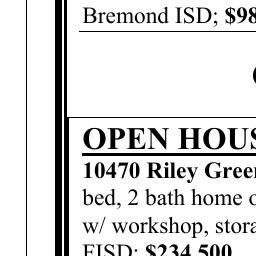 Bremond ISD; $98
OPEN HOUS
10470 Riley Gree
bed, 2 bath home o
w/ workshop, stora
FISD; $234,500